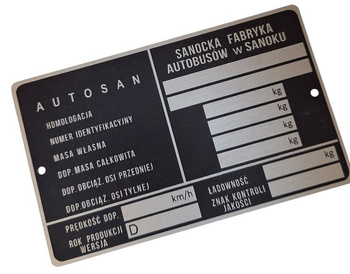 AUTOSAN
HOMOLOGACJA
NUMER IDENTYFIKACYJNY
MASA WŁASNA
DOP. MASA CAŁKOWITA
DOP. OBCIĄŻ. OSI PRZEDNIEJ
DOP. OBCIĄŻ. OSI TYLNEJ
SANOCKA FABRYKA
AUTOBUSÓW w SANOKU
kg
kg
kg
kg
PRĘDKOŚĆ DOP.
km/h
ROK PRODUKCJI
WERSJA
D
ŁADOWNOŚĆ
kg
ZNAK KONTROLI
JAKOŚCI